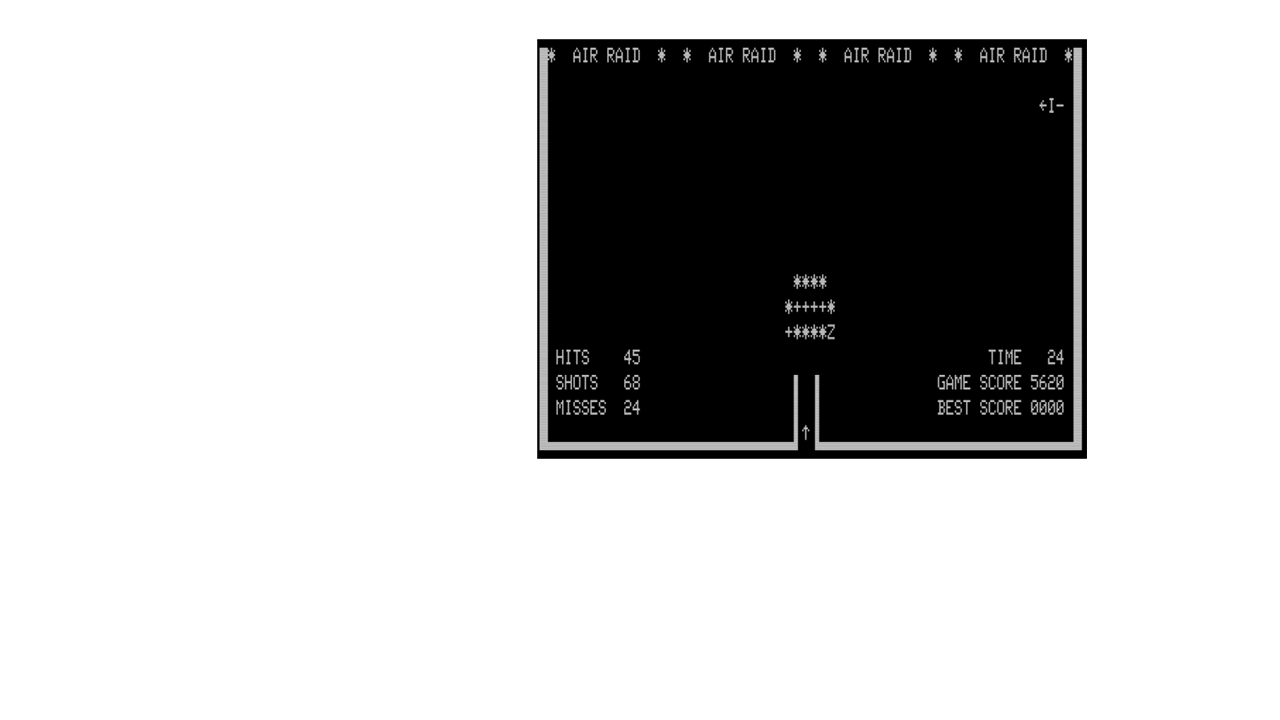 * AIR RAID * * AIR RAID * * AIR RAID * * AIR RAID *
←I-
****
*++++*
+****Z
HITS 45 TIME 24
SHOTS 68 GAME SCORE 5620
MISSES 24 BEST SCORE 0000
↑